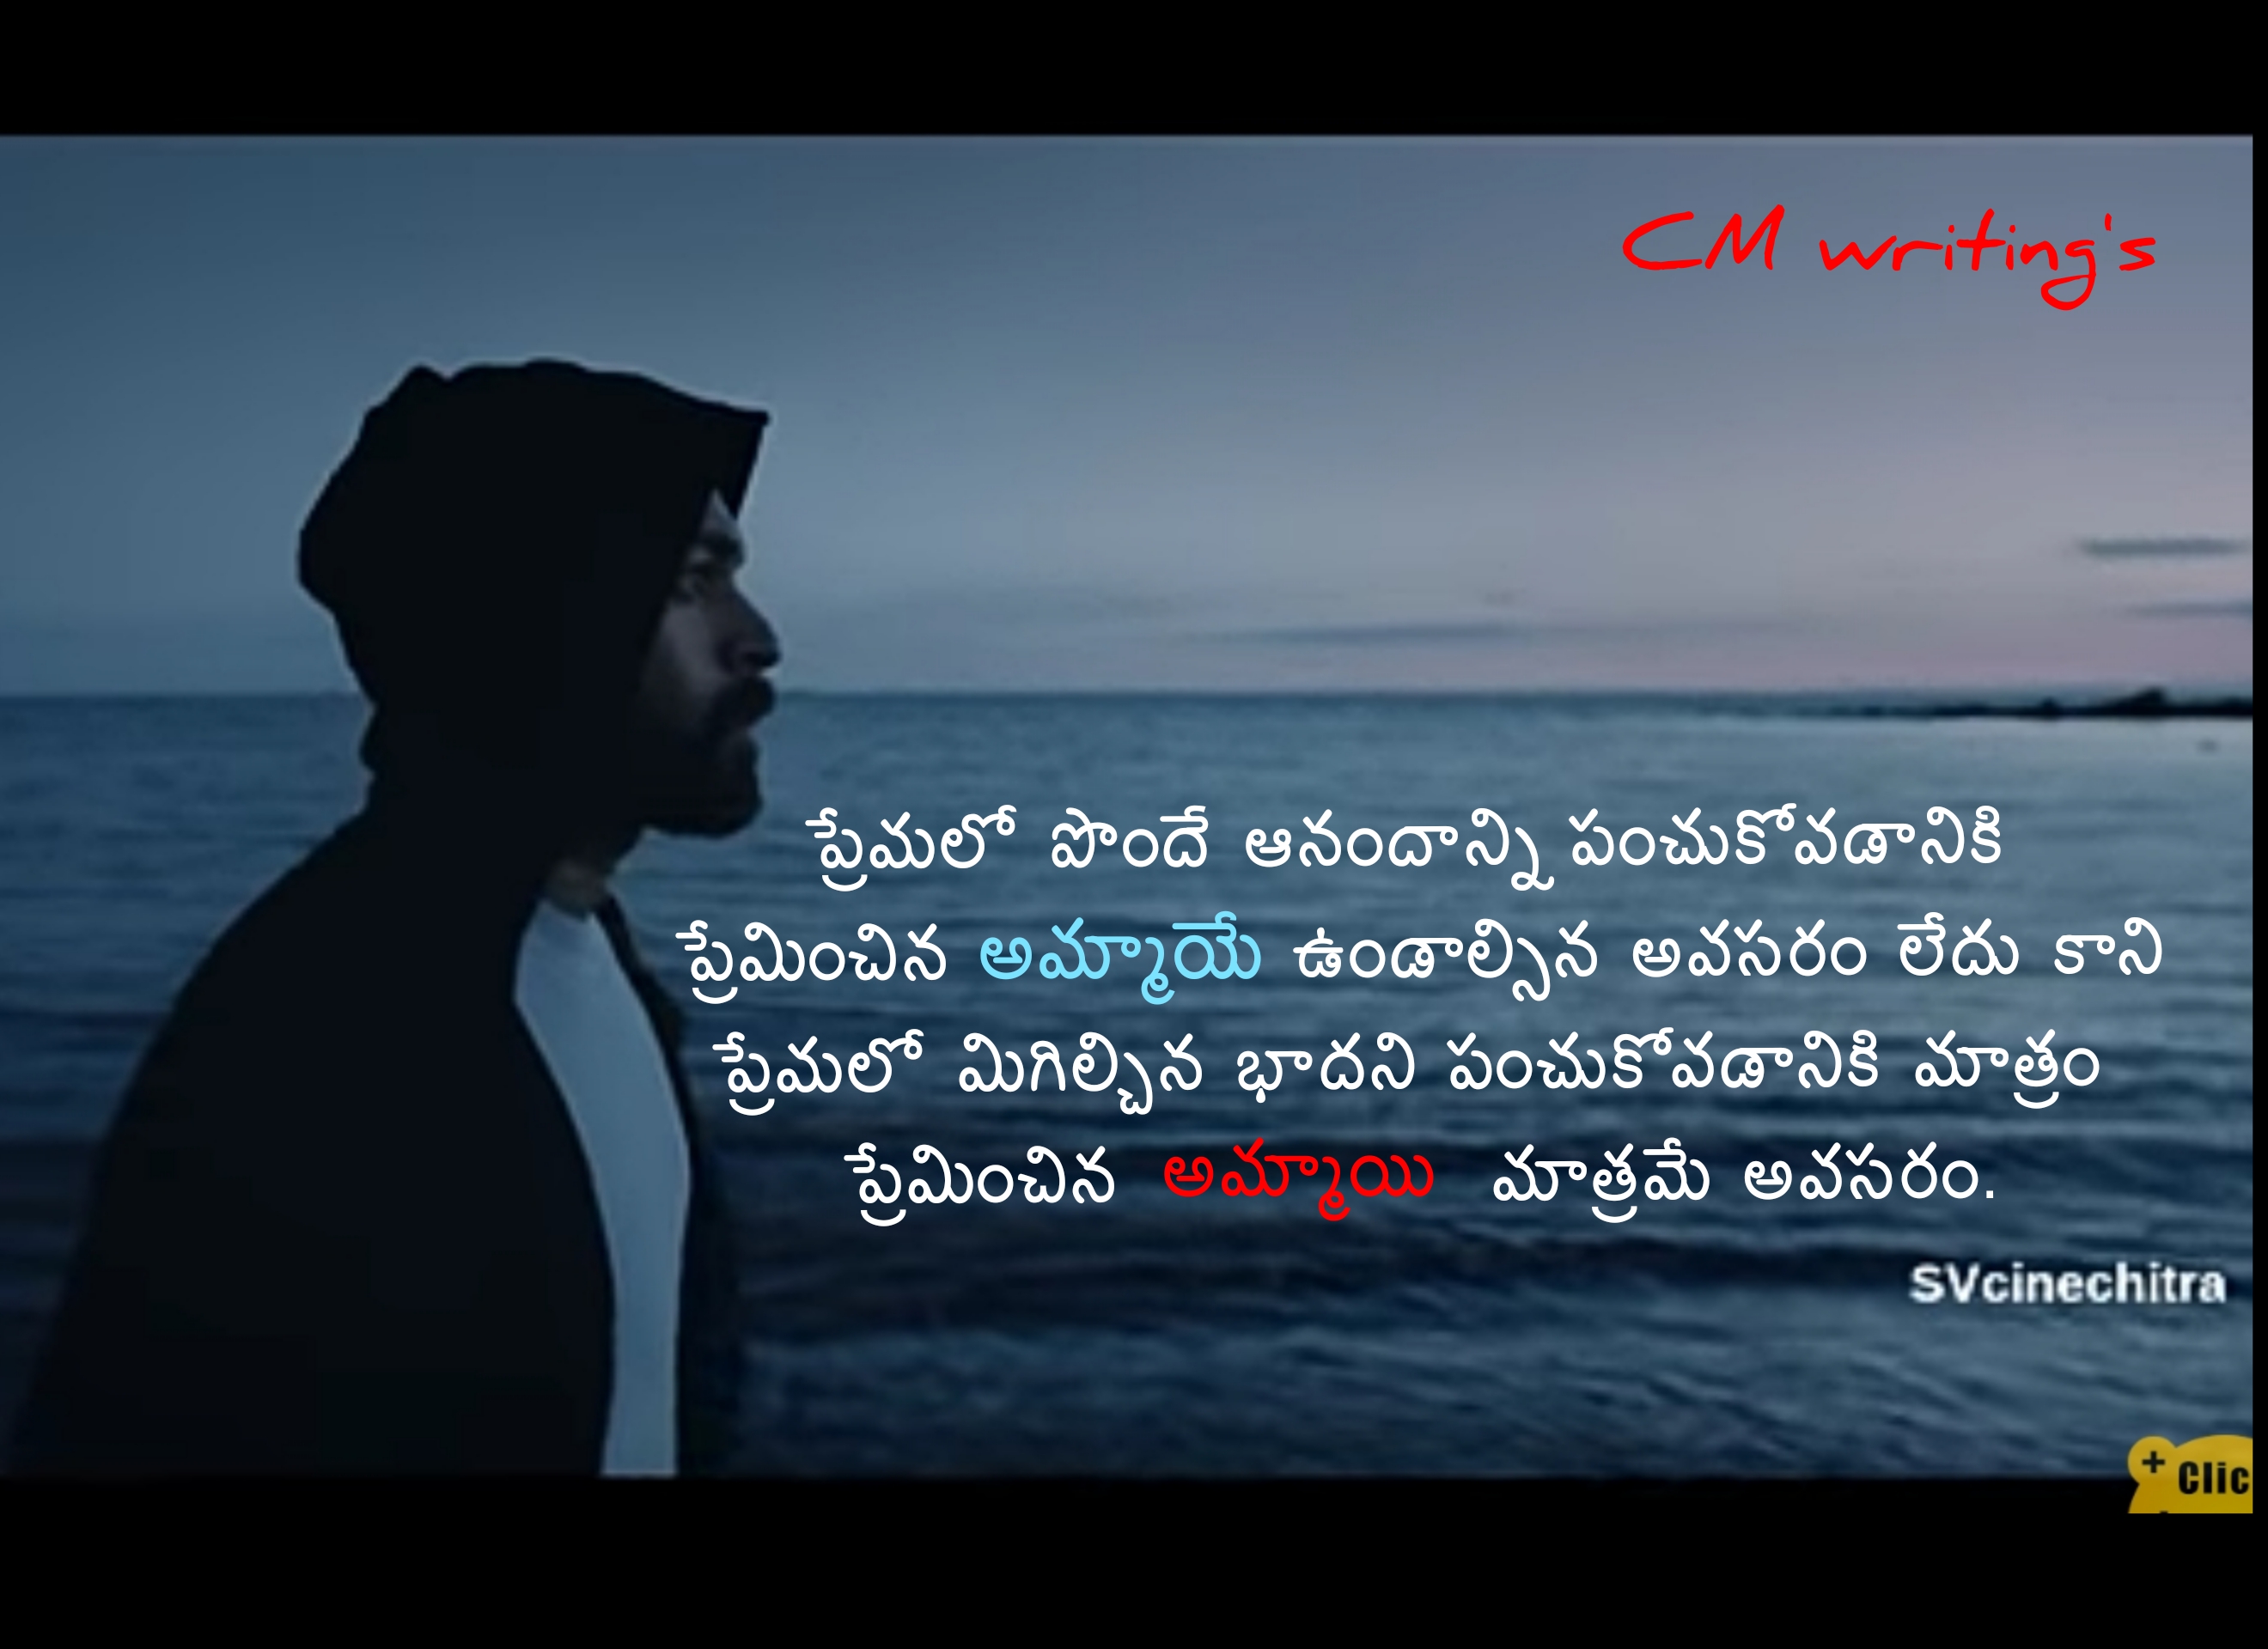 CM writing's
ప్రేమలో పొందే ఆనందాన్ని పంచుకోవడానికి
ప్రేమించిన అమ్మాయే ఉండాల్సిన అవసరం లేదు కాని
ప్రేమలో మిగిల్చిన భాదని పంచుకోవడానికి మాత్రం
ప్రేమించిన అమ్మాయి మాత్రమే అవసరం.
SVcinechitra
+ Clic